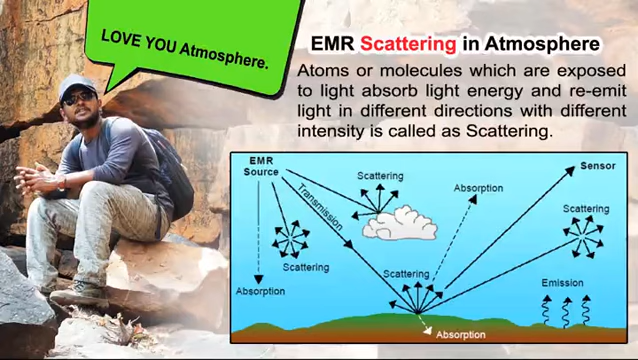 LOVE YOU Atmosphere.
EMR Scattering in Atmosphere
Atoms or molecules which are exposed
to light absorb light energy and re-emit
light in different directions with different
intensity is called as Scattering.
EMR
Source
Scattering
Absorption
Sensor
Transmission
Scattering
Scattering
Scattering
Absorption
Emission
Absorption